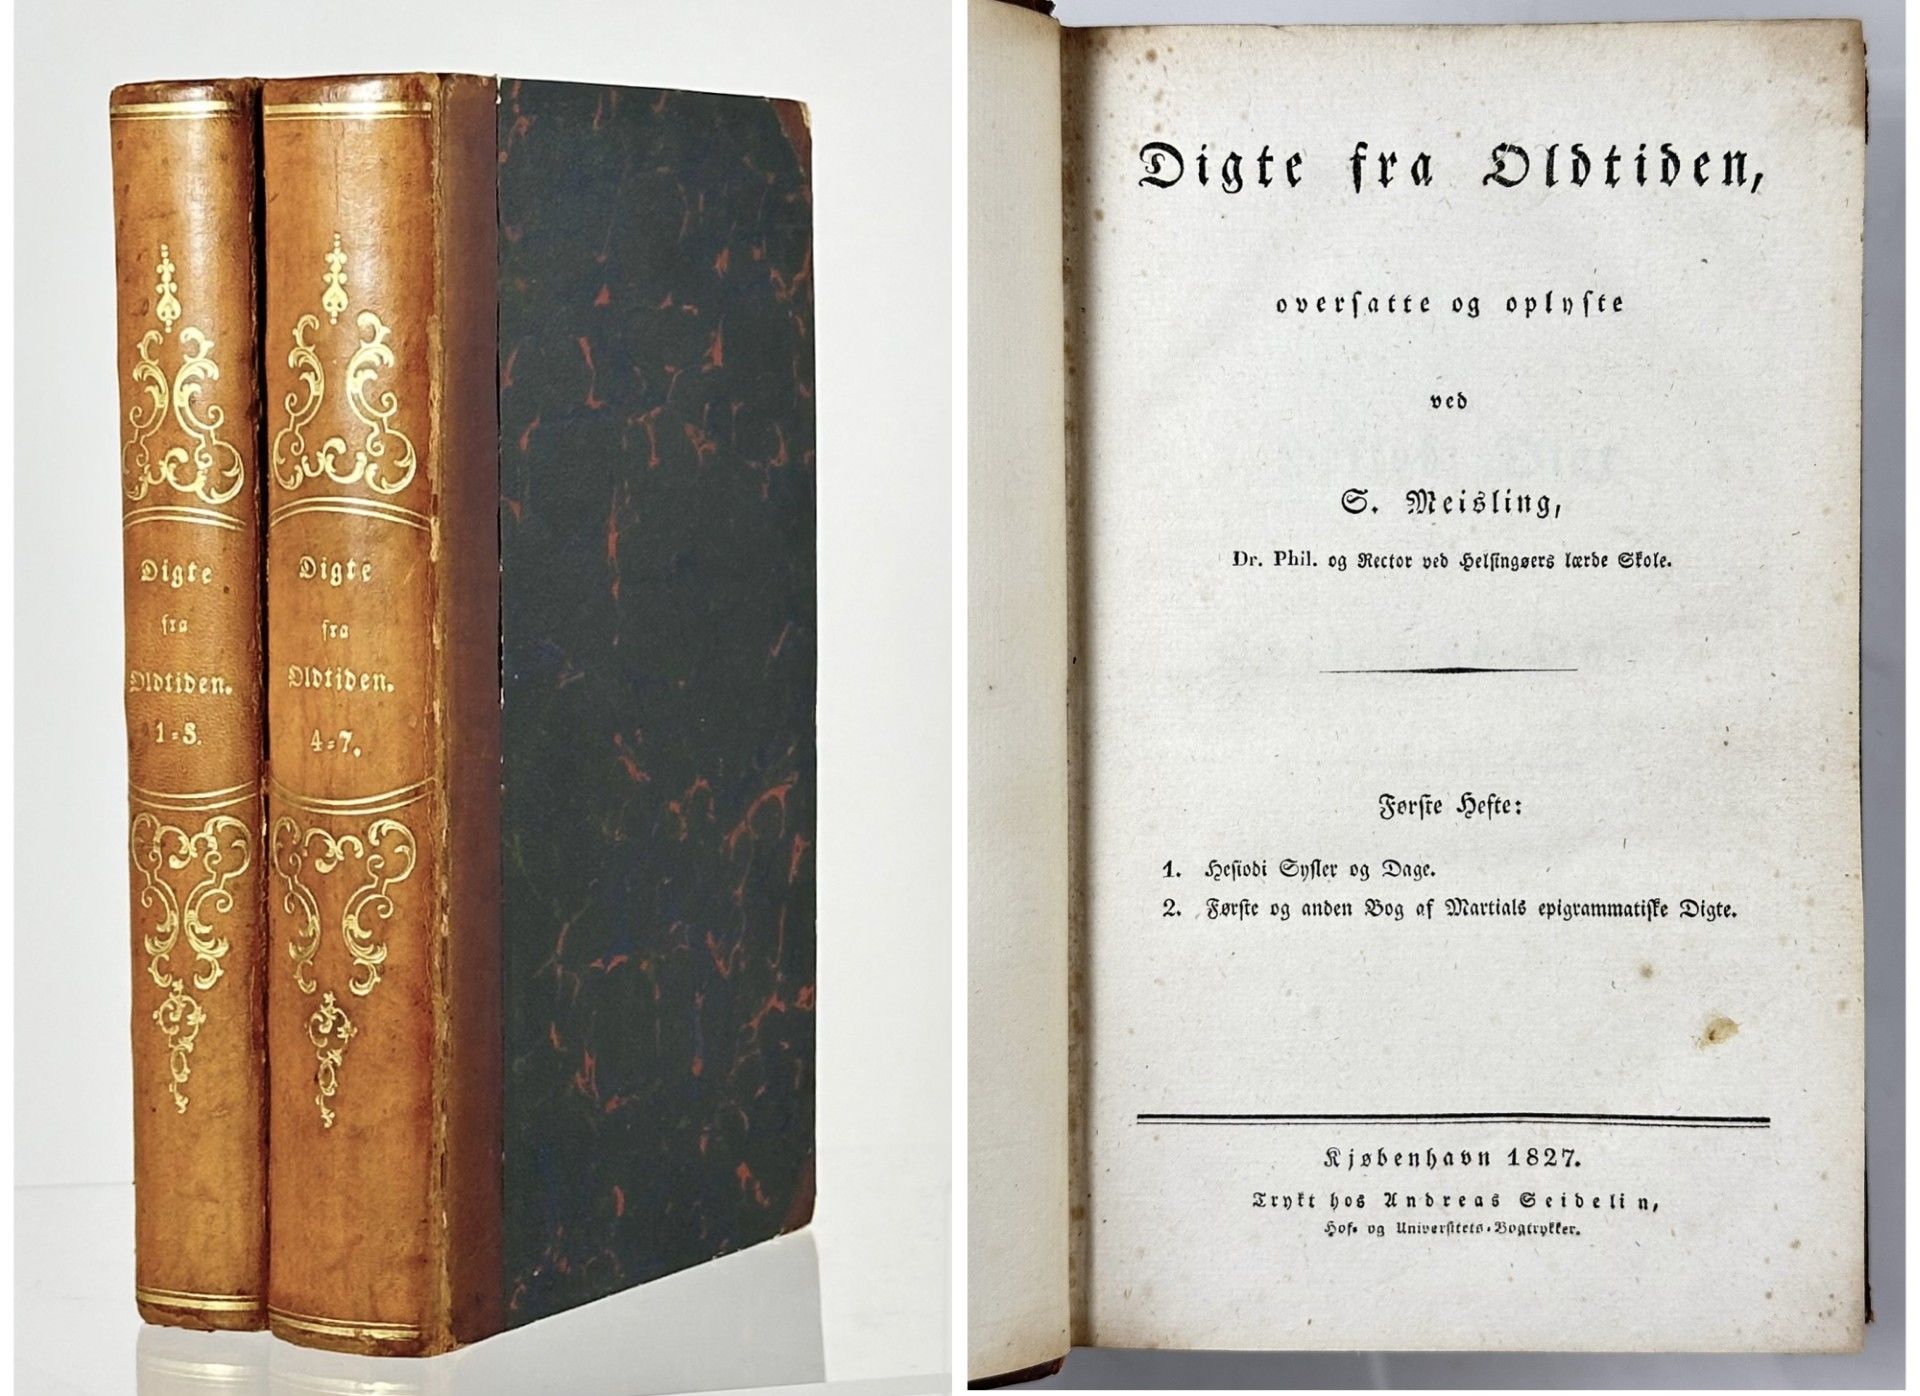 Digte
fra
Oldtiden.
1=3.
Digte
fra
Oldtiden.
4=7.
Digte fra Oldtiden,
oversatte og oplyste
ved
S. Meisling,
Dr. Phil. og Rector ved Helsingøers lærde Skole.
Første Hefte:
1. Hesiodi Sysler og Dage.
2. Første og anden Bog af Martials epigrammatiske Digte.
Kjøbenhavn 1827.
Trykt hos Andreas Seidelin,
Hof- og Universitets-Bogtrykker.